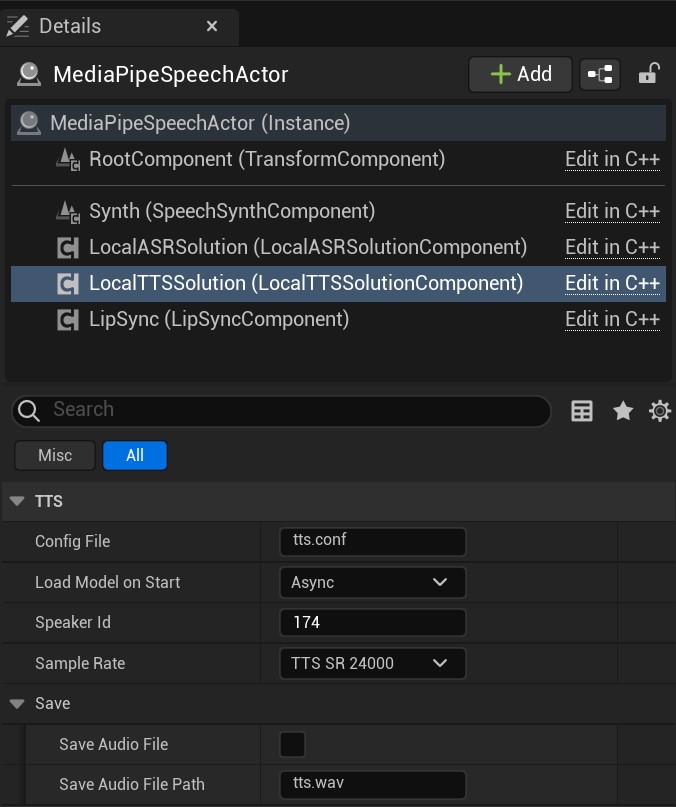 Details
MediaPipeSpeechActor Add
MediaPipeSpeechActor (Instance)
RootComponent (TransformComponent) Edit in C++
Synth (SpeechSynthComponent) Edit in C++
LocalASRSolution (LocalASRSolutionComponent) Edit in C++
LocalTTSSolution (LocalTTSSolutionComponent) Edit in C++
LipSync (LipSyncComponent) Edit in C++
Search
Misc All
TTS
Config File tts.conf
Load Model on Start Async
Speaker Id 174
Sample Rate TTS SR 24000
Save
Save Audio File
Save Audio File Path tts.wav